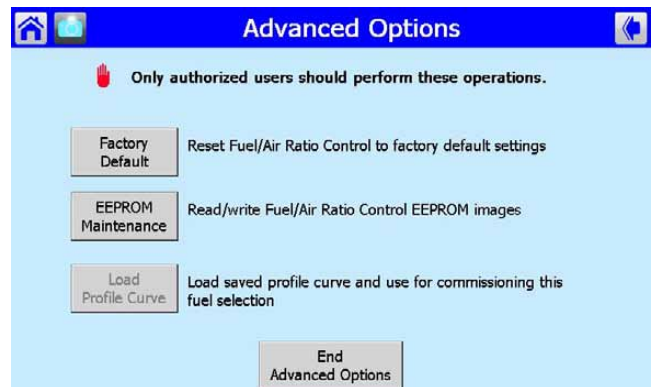 Advanced Options
Only authorized users should perform these operations.
Factory
Default
Reset Fuel/Air Ratio Control to factory default settings
EEPROM
Maintenance
Read/write Fuel/Air Ratio Control EEPROM images
Load
Profile Curve
Load saved profile curve and use for commissioning this
fuel selection
End
Advanced Options